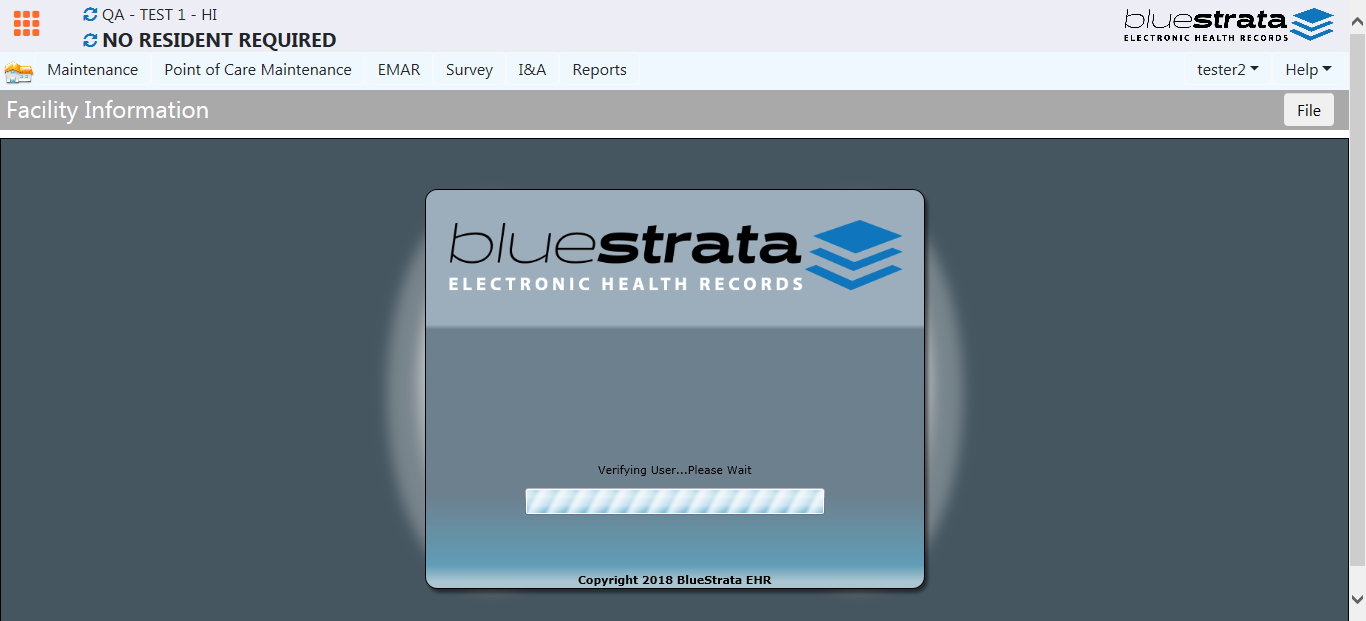 QA - TEST 1 - HI
NO RESIDENT REQUIRED
bluestrata
ELECTRONIC HEALTH RECORDS
Maintenance Point of Care Maintenance EMAR Survey I&A Reports tester2 Help
Facility Information File
bluestrata
ELECTRONIC HEALTH RECORDS
Verifying User...Please Wait
Copyright 2018 BlueStrata EHR